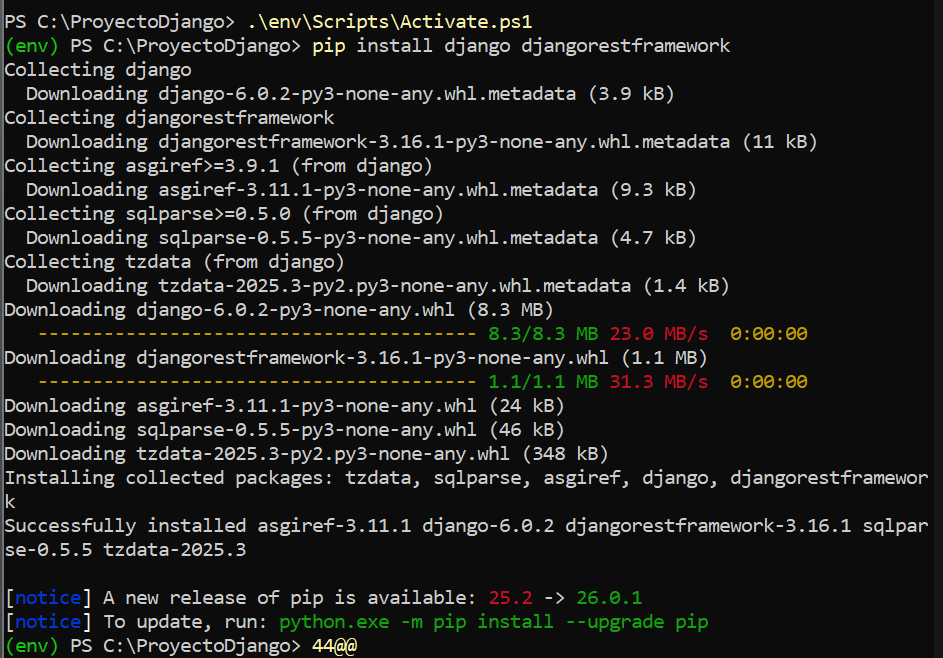 PS C:\ProyectoDjango> .\env\Scripts\Activate.ps1
(env) PS C:\ProyectoDjango> pip install django djangorestframework
Collecting django
  Downloading django-6.0.2-py3-none-any.whl.metadata (3.9 kB)
Collecting djangorestframework
  Downloading djangorestframework-3.16.1-py3-none-any.whl.metadata (11 kB)
Collecting asgiref>=3.9.1 (from django)
  Downloading asgiref-3.11.1-py3-none-any.whl.metadata (9.3 kB)
Collecting sqlparse>=0.5.0 (from django)
  Downloading sqlparse-0.5.5-py3-none-any.whl.metadata (4.7 kB)
Collecting tzdata (from django)
  Downloading tzdata-2025.3-py2.py3-none-any.whl.metadata (1.4 kB)
Downloading django-6.0.2-py3-none-any.whl (8.3 MB)
   ---------------------------------------- 8.3/8.3 MB 23.0 MB/s  0:00:00
Downloading djangorestframework-3.16.1-py3-none-any.whl (1.1 MB)
   ---------------------------------------- 1.1/1.1 MB 31.3 MB/s  0:00:00
Downloading asgiref-3.11.1-py3-none-any.whl (24 kB)
Downloading sqlparse-0.5.5-py3-none-any.whl (46 kB)
Downloading tzdata-2025.3-py2.py3-none-any.whl (348 kB)
Installing collected packages: tzdata, sqlparse, asgiref, django, djangorestframewor
k
Successfully installed asgiref-3.11.1 django-6.0.2 djangorestframework-3.16.1 sqlpar
se-0.5.5 tzdata-2025.3

[notice] A new release of pip is available: 25.2 -> 26.0.1
[notice] To update, run: python.exe -m pip install --upgrade pip
(env) PS C:\ProyectoDjango> 44@@